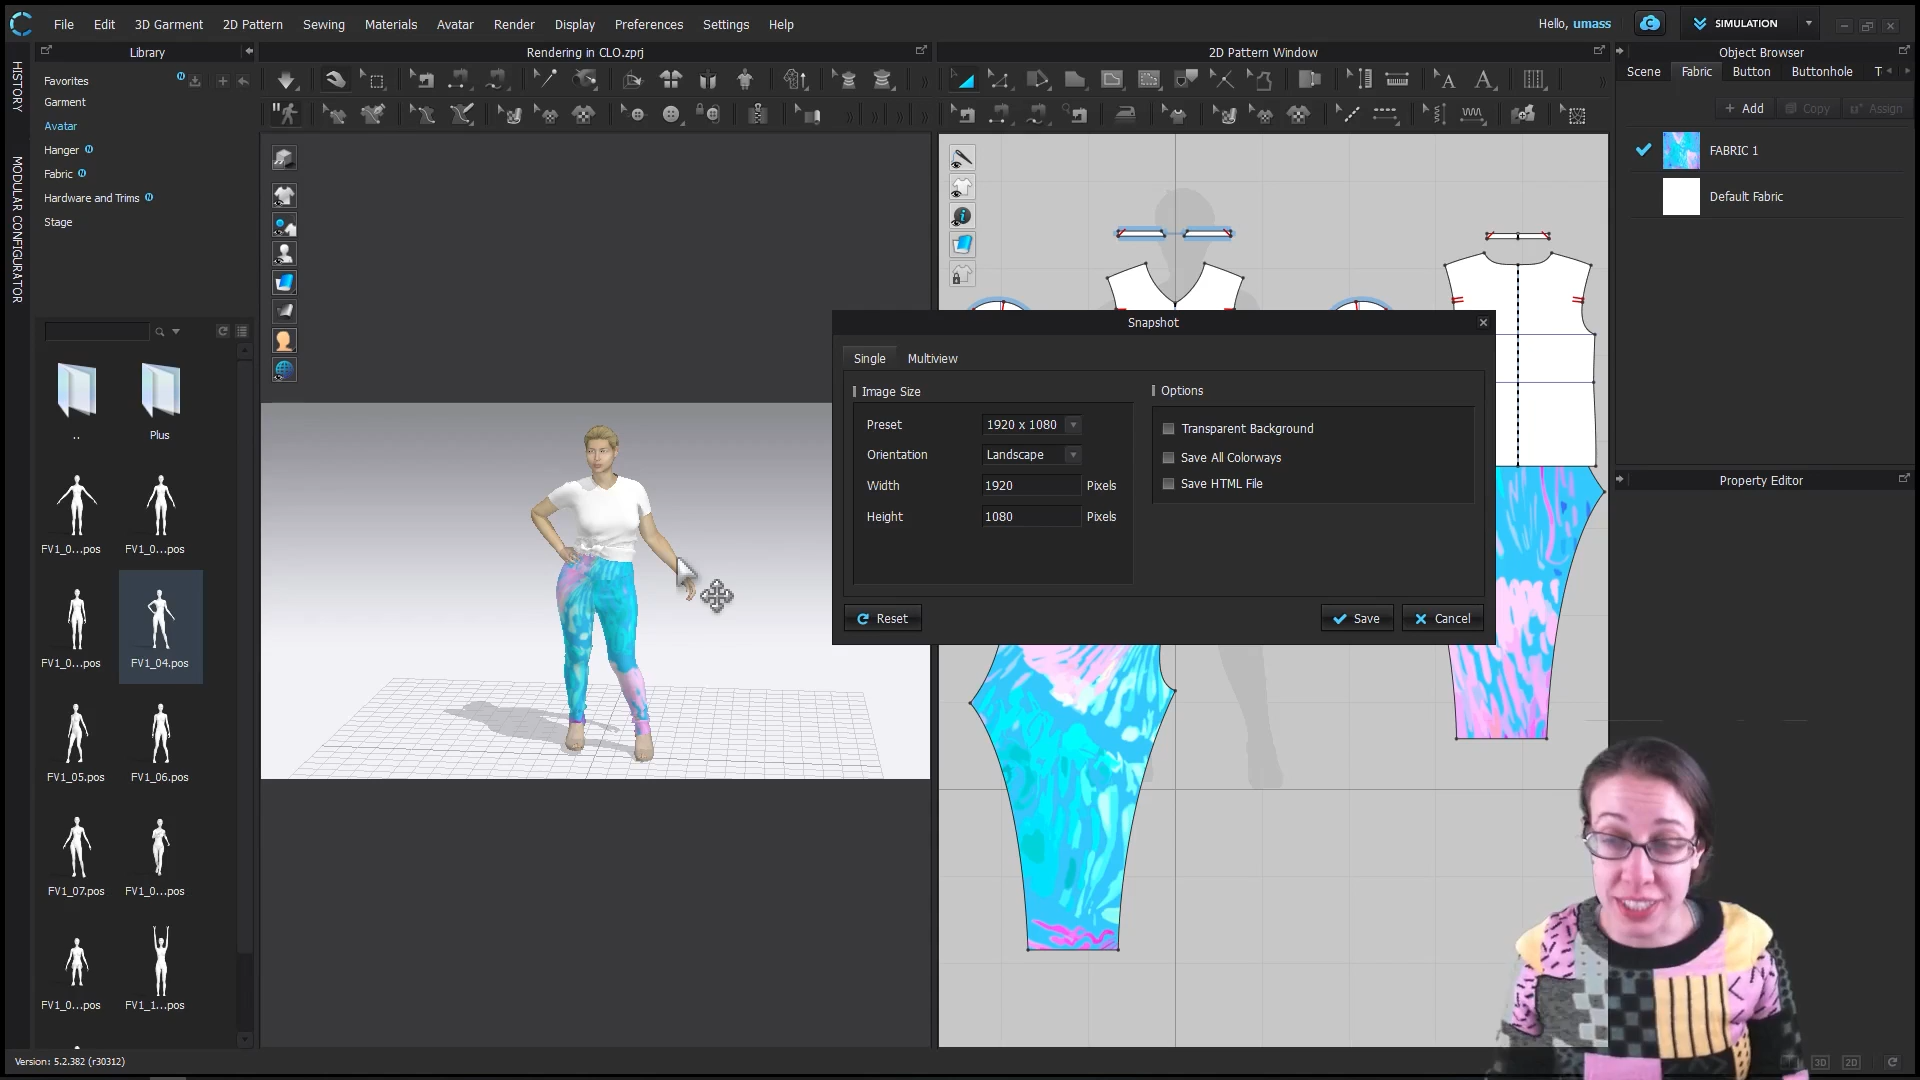 File Edit 3D Garment 2D Pattern Sewing Materials Avatar Render Display Preferences Settings Help
Hello, umass
SIMULATION
Library
Rendering in CLO.zprj
2D Pattern Window
Object Browser
HISTORY
MODULAR CONFIGURATOR
Favorites
Garment
Avatar
Hanger
Fabric
Hardware and Trims
Stage
Scene Fabric Button Buttonhole T
+ Add Copy Assign
FABRIC 1
Default Fabric
Property Editor
..
Plus
FV1_0...pos FV1_0...pos
FV1_0...pos FV1_04.pos
FV1_05.pos FV1_06.pos
FV1_07.pos FV1_0...pos
FV1_0...pos FV1_1...pos
Snapshot
Single Multiview
Image Size
Preset 1920 x 1080
Orientation Landscape
Width 1920 Pixels
Height 1080 Pixels
Options
Transparent Background
Save All Colorways
Save HTML File
Reset
Save
Cancel
Version: 5.2.382 (r30312)
3D 2D